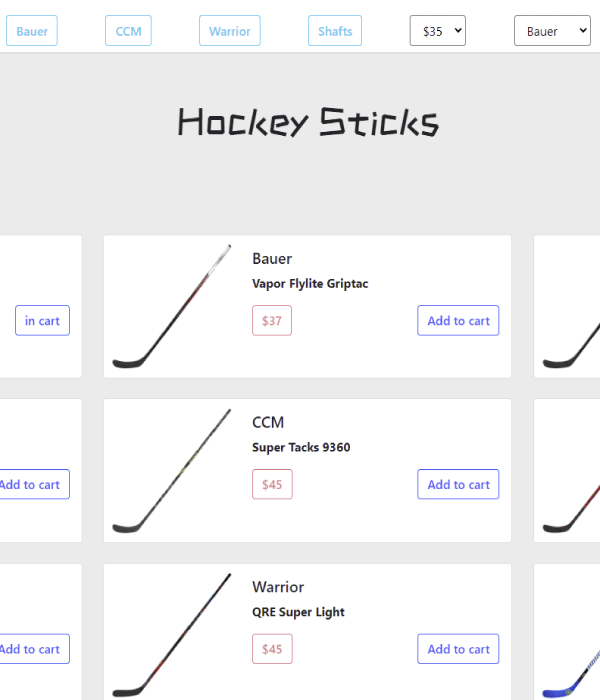 Bauer CCM Warrior Shafts $35 Bauer
Hockey Sticks
Bauer
Vapor Flylite Griptac
in cart $37 Add to cart
CCM
Super Tacks 9360
Add to cart $45 Add to cart
Warrior
QRE Super Light
Add to cart $45 Add to cart